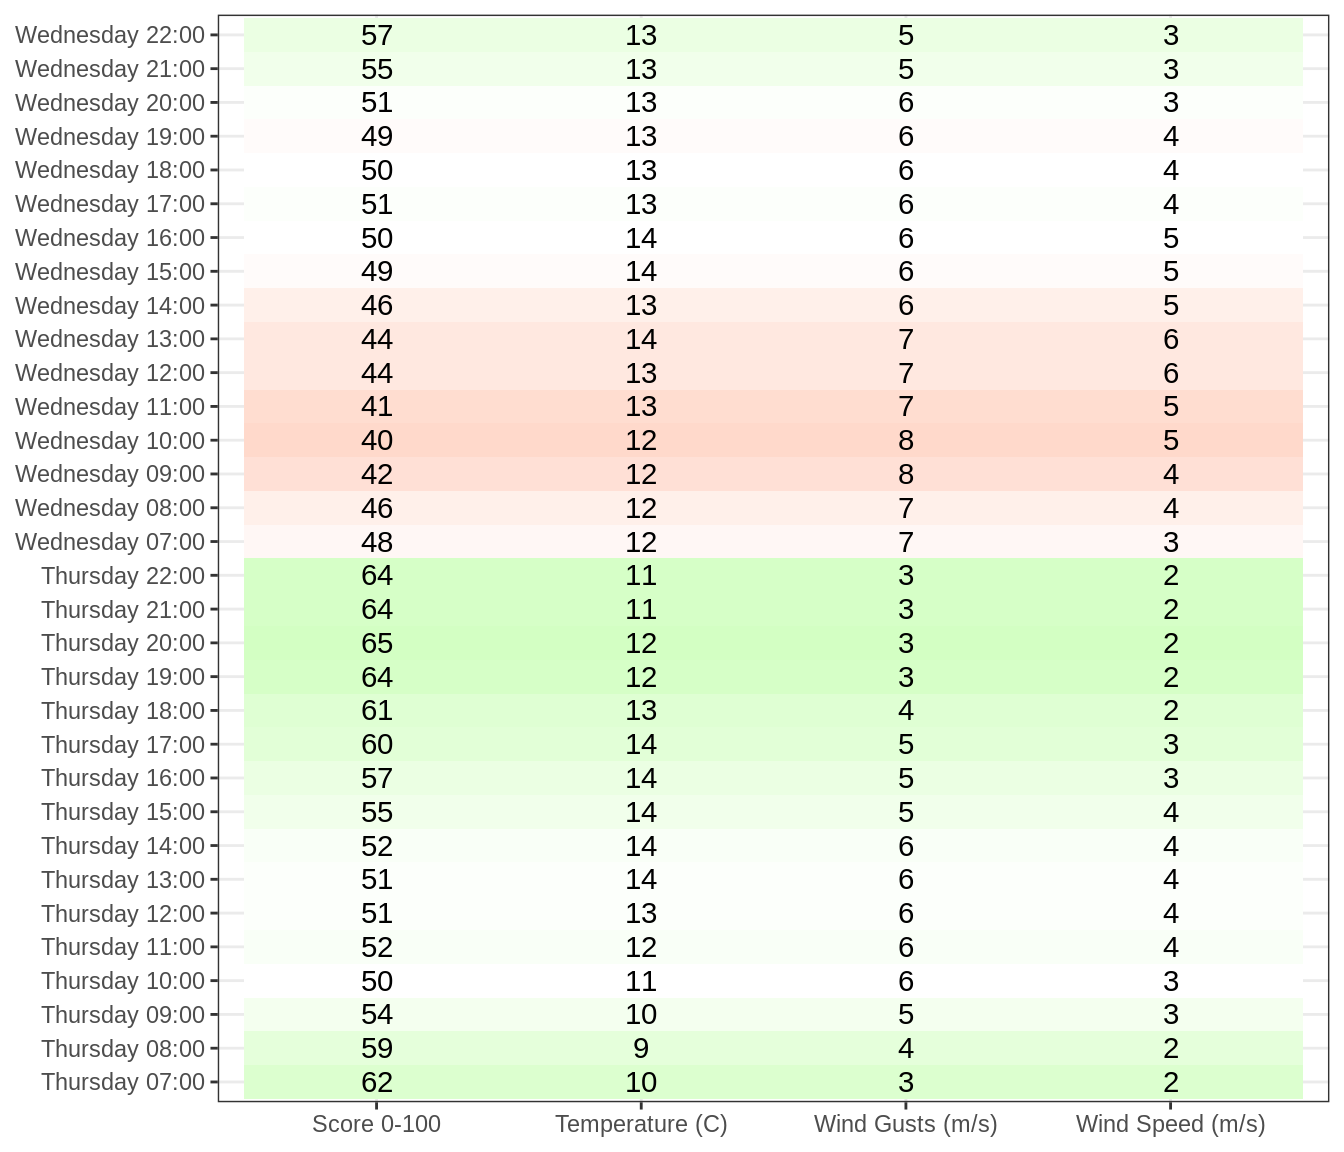 Wednesday 22:00 57 13 5 3
Wednesday 21:00 55 13 5 3
Wednesday 20:00 51 13 6 3
Wednesday 19:00 49 13 6 4
Wednesday 18:00 50 13 6 4
Wednesday 17:00 51 13 6 4
Wednesday 16:00 50 14 6 5
Wednesday 15:00 49 14 6 5
Wednesday 14:00 46 13 6 5
Wednesday 13:00 44 14 7 6
Wednesday 12:00 44 13 7 6
Wednesday 11:00 41 13 7 5
Wednesday 10:00 40 12 8 5
Wednesday 09:00 42 12 8 4
Wednesday 08:00 46 12 7 4
Wednesday 07:00 48 12 7 3
Thursday 22:00 64 11 3 2
Thursday 21:00 64 11 3 2
Thursday 20:00 65 12 3 2
Thursday 19:00 64 12 3 2
Thursday 18:00 61 13 4 2
Thursday 17:00 60 14 5 3
Thursday 16:00 57 14 5 3
Thursday 15:00 55 14 5 4
Thursday 14:00 52 14 6 4
Thursday 13:00 51 14 6 4
Thursday 12:00 51 13 6 4
Thursday 11:00 52 12 6 4
Thursday 10:00 50 11 6 3
Thursday 09:00 54 10 5 3
Thursday 08:00 59 9 4 2
Thursday 07:00 62 10 3 2
Score 0-100 Temperature (C) Wind Gusts (m/s) Wind Speed (m/s)